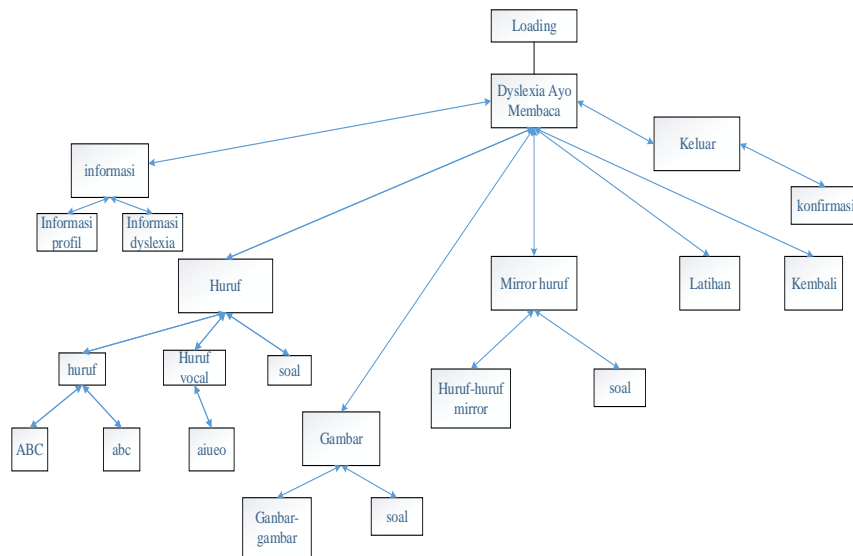 Loading
Dyslexia Ayo
Membaca
Keluar
informasi
konfirmasi
Informasi
profil
Informasi
dyslexia
Huruf
Mirror huruf
Latihan
Kembali
huruf
Huruf
vocal
soal
Huruf-huruf
mirror
soal
ABC
abc
aiueo
Gambar
Ganbar-
gambar
soal